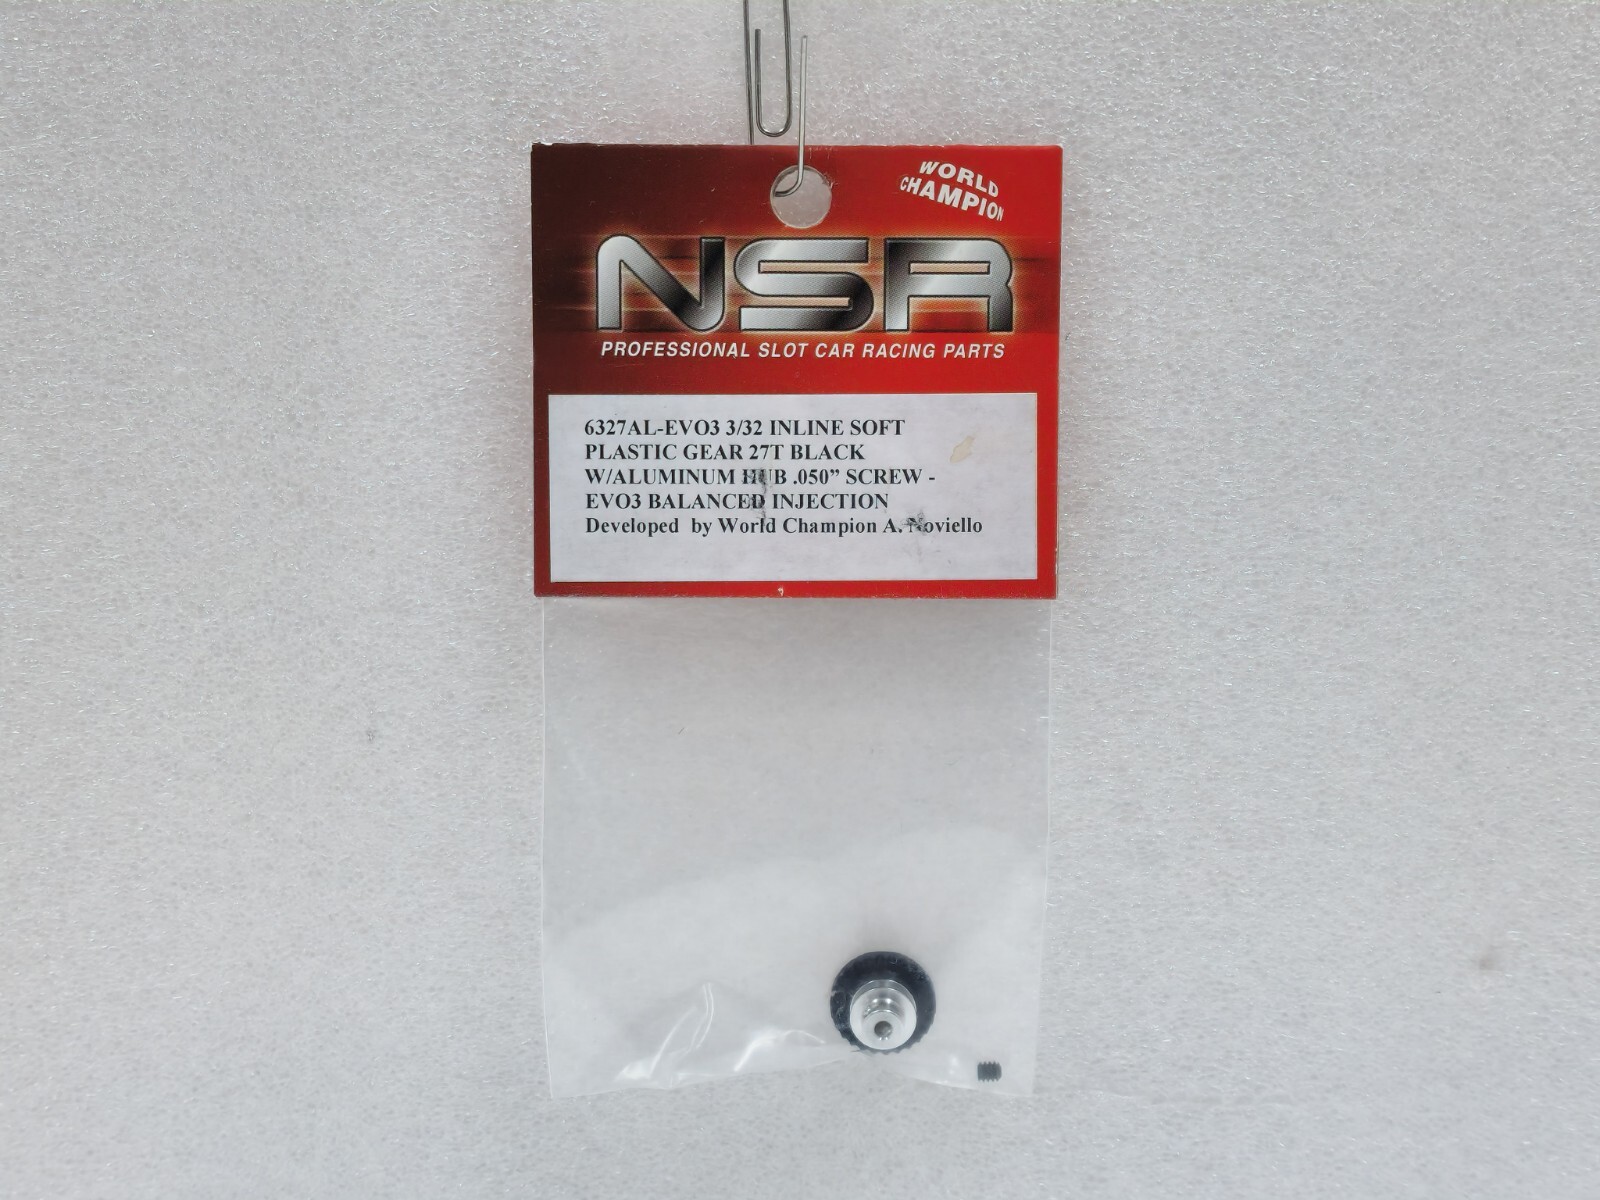 WORLD
CHAMPION
NSR
PROFESSIONAL SLOT CAR RACING PARTS
6327AL-EVO3 3/32 INLINE SOFT
PLASTIC GEAR 27T BLACK
W/ALUMINUM HUB .050” SCREW -
EVO3 BALANCED INJECTION
Developed by World Champion A. Noviello